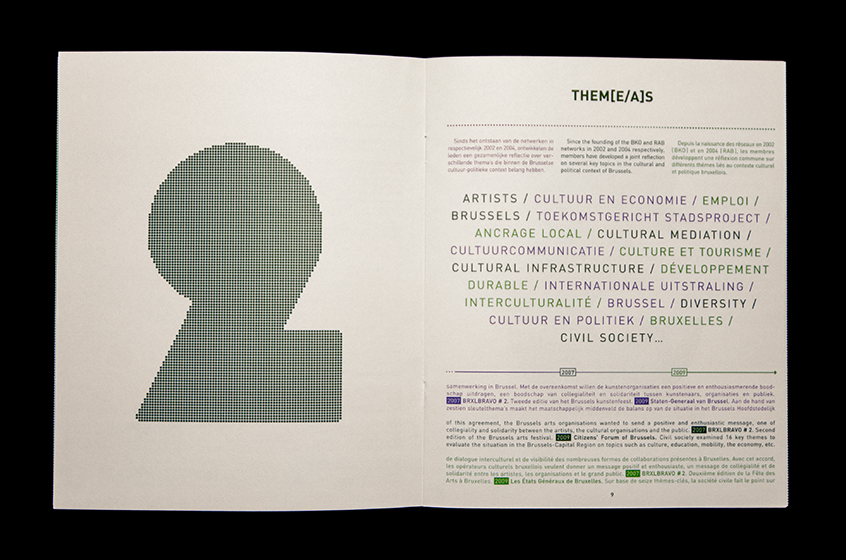 THEM[E/A]S
Sinds het ontstaan van de netwerken in
respectievelijk 2002 en 2004, ontwikkelen de
leden een gezamenlijke reflectie over ver-
schillende thema's die binnen de Brusselse
cultuur-politieke context belang hebben.
Since the founding of the BKO and RAB
networks in 2002 and 2004 respectively,
members have developed a joint reflection
on several key topics in the cultural and
political context of Brussels.
Depuis la naissance des réseaux en 2002
(BKO) et en 2004 (RAB), les membres
développent une réflexion commune sur
différents thèmes liés au contexte culturel
et politique bruxellois.
ARTISTS / CULTUUR EN ECONOMIE / EMPLOI /
BRUSSELS / TOEKOMSTGERICHT STADSPROJECT /
ANCRAGE LOCAL / CULTURAL MEDIATION /
CULTUURCOMMUNICATIE / CULTURE ET TOURISME /
CULTURAL INFRASTRUCTURE / DÉVELOPPEMENT
DURABLE / INTERNATIONALE UITSTRALING /
INTERCULTURALITÉ / BRUSSEL / DIVERSITY /
CULTUUR EN POLITIEK / BRUXELLES /
CIVIL SOCIETY...
2007 2009
samenwerking in Brussel. Met de overeenkomst willen de kunstenorganisaties een positieve en enthousiasmerende bood-
schap uitdragen, een boodschap van collegialiteit en solidariteit tussen kunstenaars, organisaties en publiek.
2007 BRXLBRAVO # 2. Tweede editie van het Brussels kunstenfeest. 2009 Staten-Generaal van Brussel. Aan de hand van
zestien sleutelthema's maakt het maatschappelijk middenveld de balans op van de situatie in het Brussels Hoofdstedelijk
of this agreement, the Brussels arts organisations wanted to send a positive and enthusiastic message, one of
collegiality and solidarity between the artists, the cultural organisations and the public. 2007 BRXLBRAVO # 2. Second
edition of the Brussels arts festival. 2009 Citizens' Forum of Brussels. Civil society examined 16 key themes to
evaluate the situation in the Brussels-Capital Region on topics such as culture, education, mobility, the economy, etc.
de dialogue interculturel et de visibilité des nombreuses formes de collaborations présentes à Bruxelles. Avec cet accord,
les opérateurs culturels bruxellois veulent donner un message positif et enthousiaste, un message de collégialité et de
solidarité entre les artistes, les organisations et le grand public. 2007 BRXLBRAVO # 2. Deuxième édition de la Fête des
Arts à Bruxelles. 2009 Les États Généraux de Bruxelles. Sur base de seize thèmes-clés, la société civile fait le point sur
9